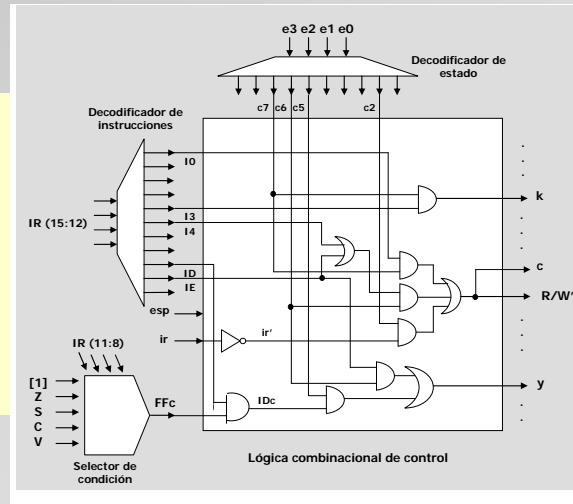 e3 e2 e1 e0
Decodificador de
estado
Decodificador de
instrucciones
c7 c6 c5 c2
I0
k
IR (15:12)
I3
I4
c
ID
IE
R/W'
esp
ir
ir'
IR (11:8)
[1]
Z
S
C
V
FFc
IDc
y
Selector de
condición
Lógica combinacional de control